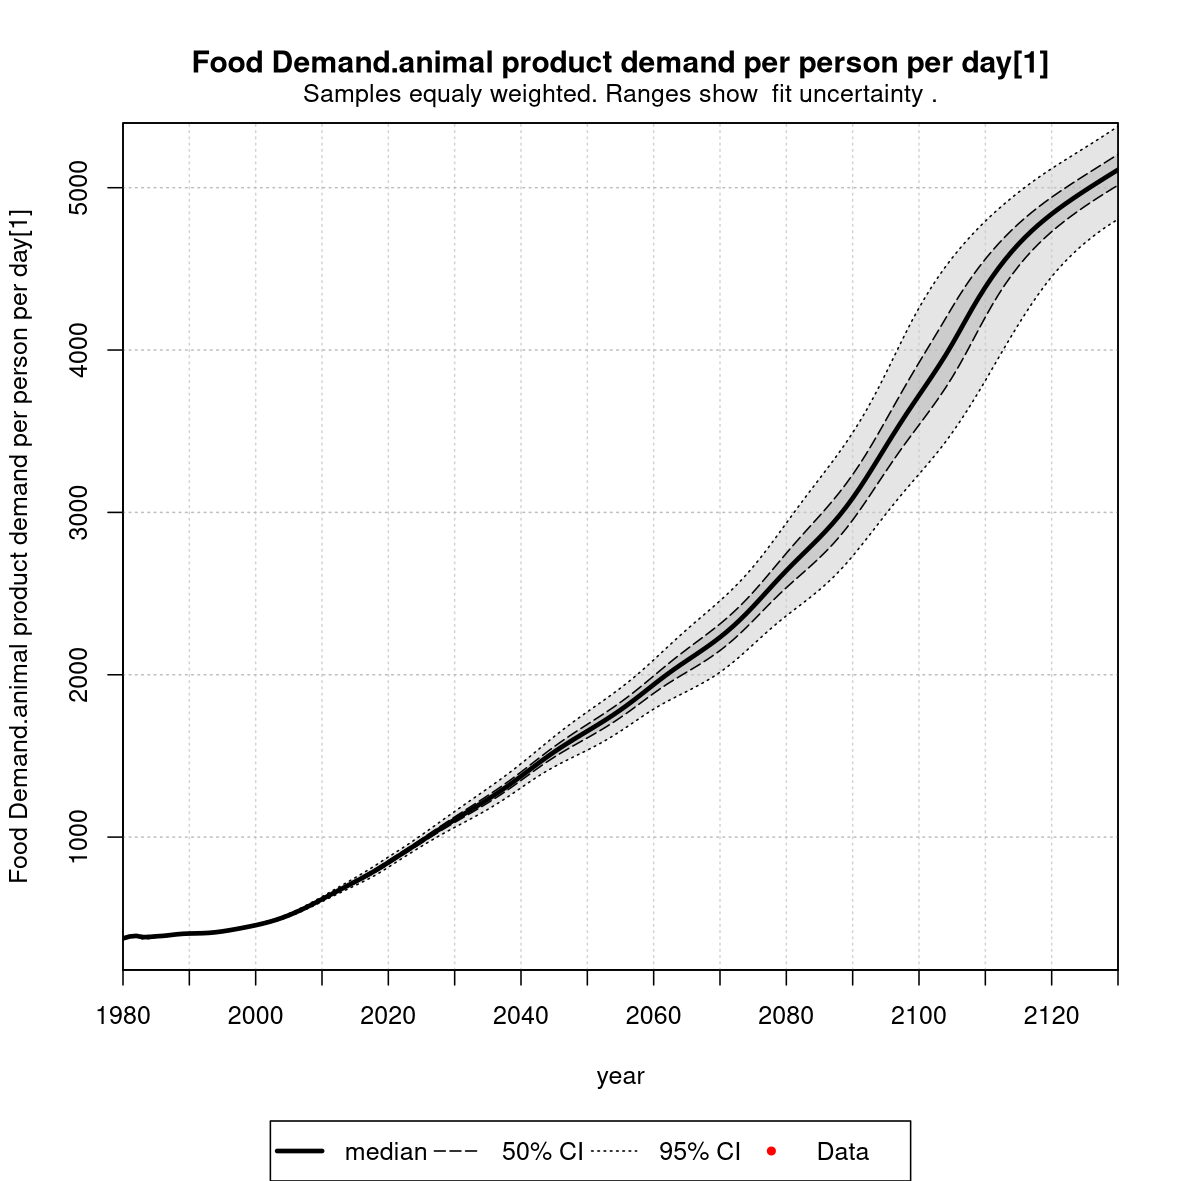 Food Demand.animal product demand per person per day[1]
Samples equaly weighted. Ranges show  fit uncertainty .
Food Demand.animal product demand per person per day[1]
5000
4000
3000
2000
1000
1980 2000 2020 2040 2060 2080 2100 2120
year
median 50% CI 95% CI Data